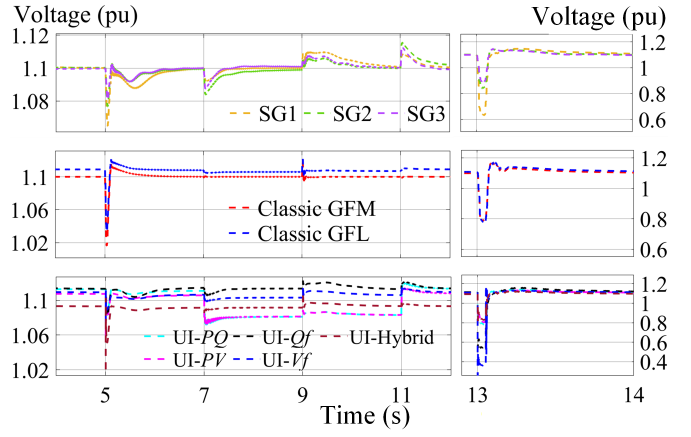 Voltage (pu)
Voltage (pu)
1.12
1.1
1.08
SG1
SG2
SG3
1.2
1
0.8
0.6
1.1
1.06
1.02
Classic GFM
Classic GFL
1.2
1
0.8
0.6
1.1
1.06
1.02
UI-PQ
UI-Qf
UI-Hybrid
UI-PV
UI-Vf
1.2
1
0.8
0.6
0.4
5
7
9
11
13
14
Time (s)